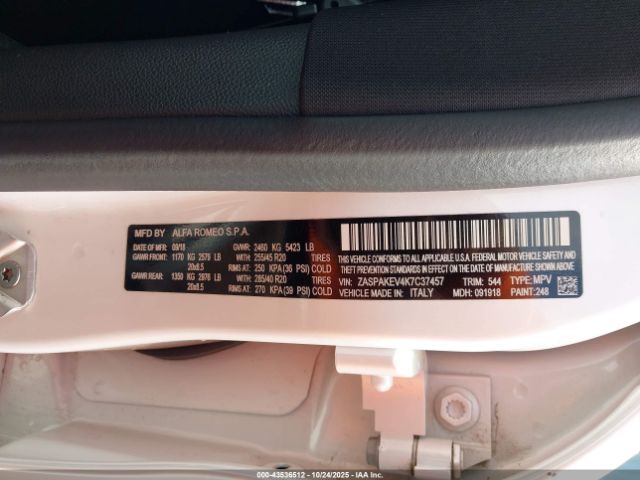 MFD BY ALFA ROMEO S.P.A.
DATE OF MFR 09/18 GVWR: 2460 KG 5423 LB
GAWR FRONT: 1170 KG 2579 LB WITH: 255/45 R20 TIRES
20x8.5 RIMS AT: 250 KPA(36 PSI) COLD
GAWR REAR: 1350 KG 2976 LB WITH: 285/40 R20 TIRES
20x9.5 RIMS AT: 270 KPA(39 PSI) COLD
THIS VEHICLE CONFORMS TO ALL APPLICABLE U.S.A. FEDERAL
MOTOR VEHICLE SAFETY, BUMPER, AND THEFT PREVENTION
STANDARDS IN EFFECT ON THE DATE OF MANUFACTURE SHOWN ABOVE.
VIN: ZASPAKEV4K7C37457 TRIM: 544 TYPE: MPV
VEHICLE MADE IN: ITALY MDH: 091918 PAINT: 248
000-43536512 - 10/24/2025 - IAAI.com